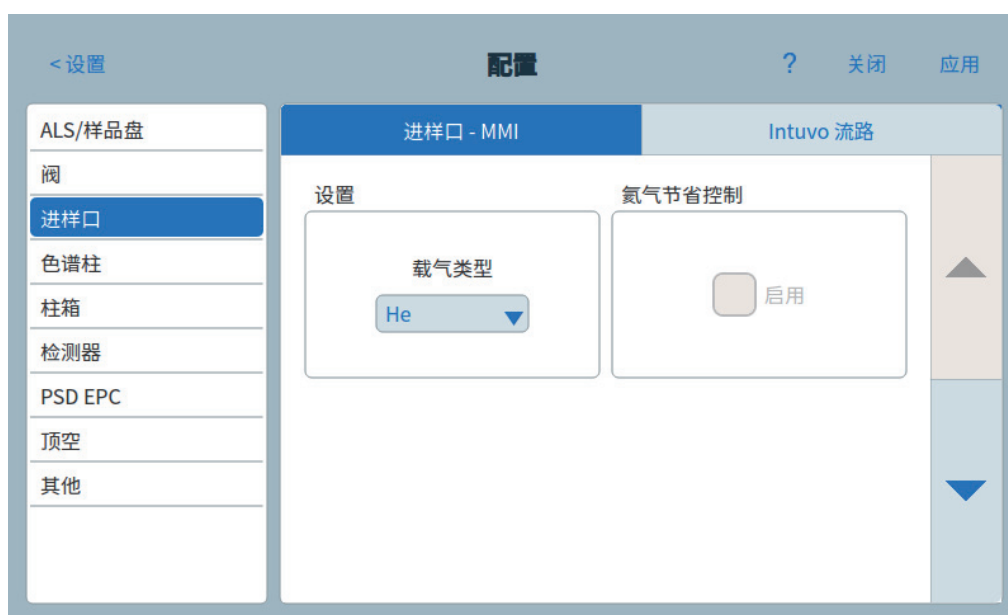 <设置 配置 ? 关闭 应用
ALS/样品盘
阀
进样口
色谱柱
柱箱
检测器
PSD EPC
顶空
其他
进样口 - MMI
Intuvo 流路
设置
载气类型
He
氦气节省控制
启用